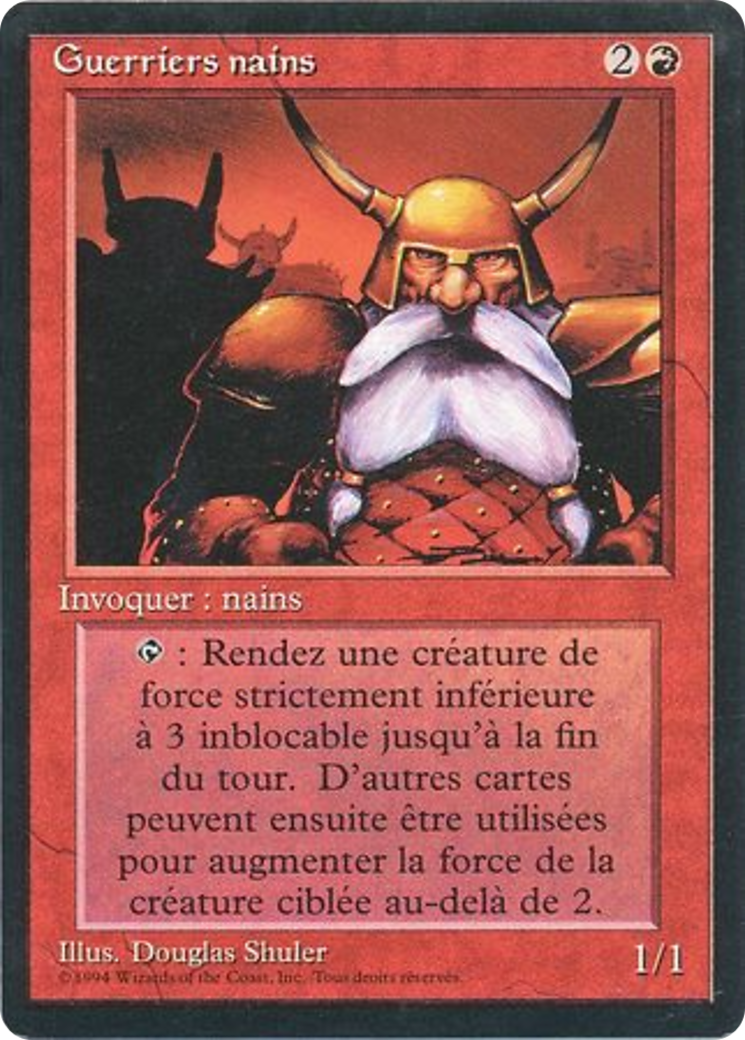 Guerriers nains 2
Invoquer : nains
: Rendez une créature de
force strictement inférieure
à 3 inblocable jusqu'à la fin
du tour. D'autres cartes
peuvent ensuite être utilisées
pour augmenter la force de la
créature ciblée au-delà de 2.
Illus. Douglas Shuler
© 1994 Wizards of the Coast, Inc. Tous droits réservés.
1/1